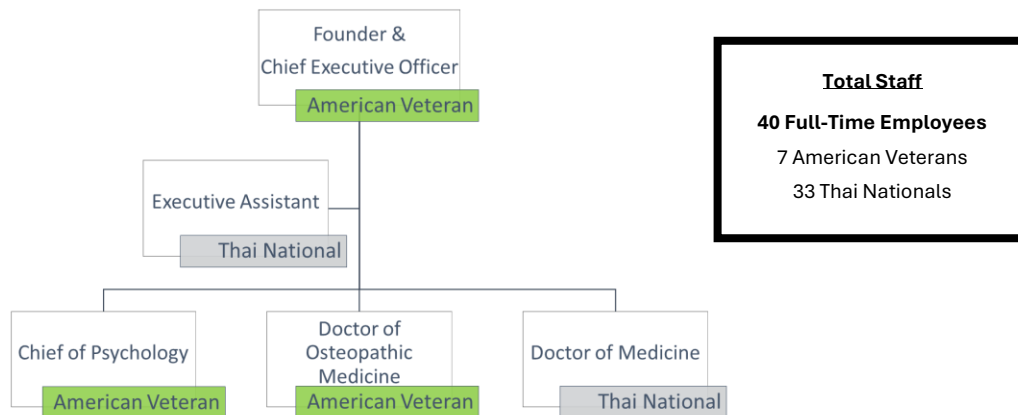 Founder &
Chief Executive Officer
American Veteran
Total Staff
40 Full-Time Employees
7 American Veterans
33 Thai Nationals
Executive Assistant
Thai National
Chief of Psychology
American Veteran
Doctor of
Osteopathic
Medicine
American Veteran
Doctor of Medicine
Thai National